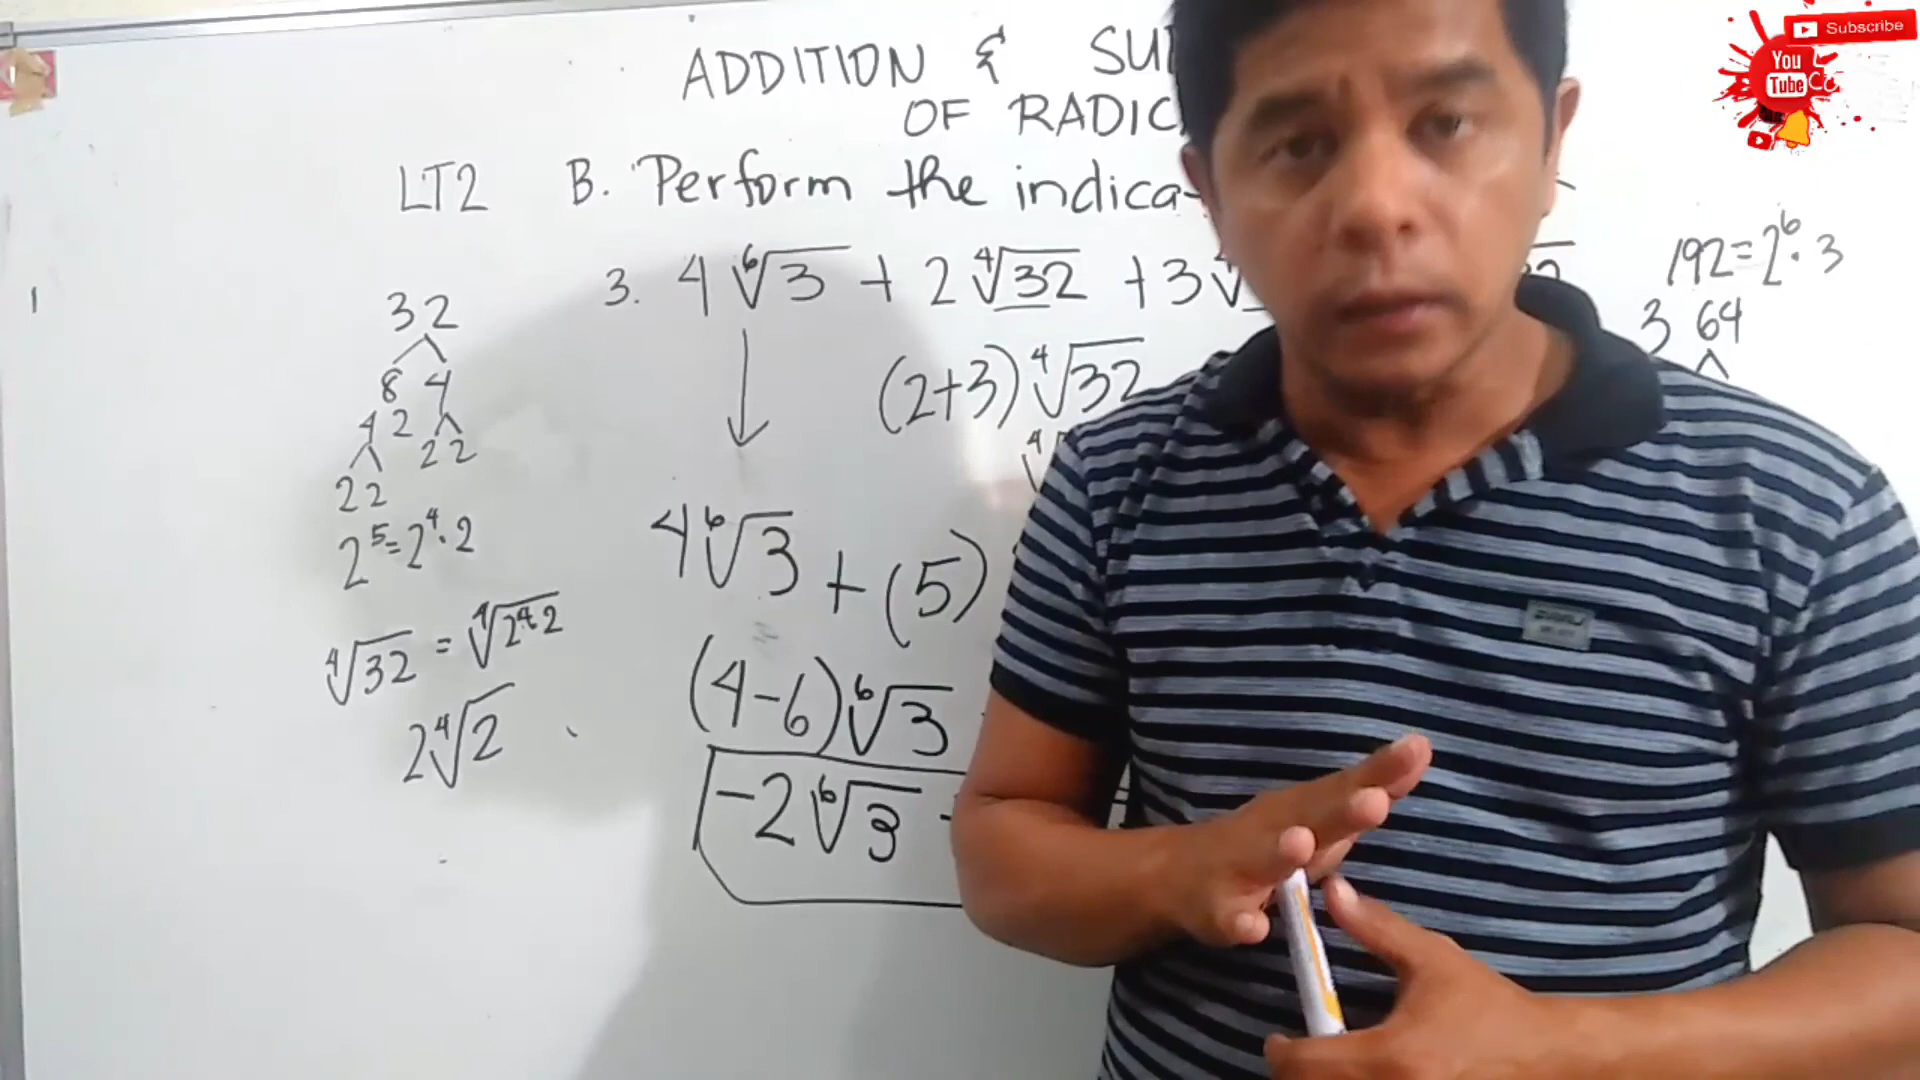 ADDITION & SU
OF RADIC
LT2 B. Perform the indica
3. 4 ⁶√3 + 2 ⁴√32 + 3
32
8 4
4 2 2 2
2 2
2⁵ = 2⁴ · 2
⁴√32 = ⁴√2⁴·2
2 ⁴√2
(2+3) ⁴√32
4 ⁶√3 + (5)
(4-6) ⁶√3
-2 ⁶√3
192 = 2⁶ · 3
3 64
Subscribe
You
Tube